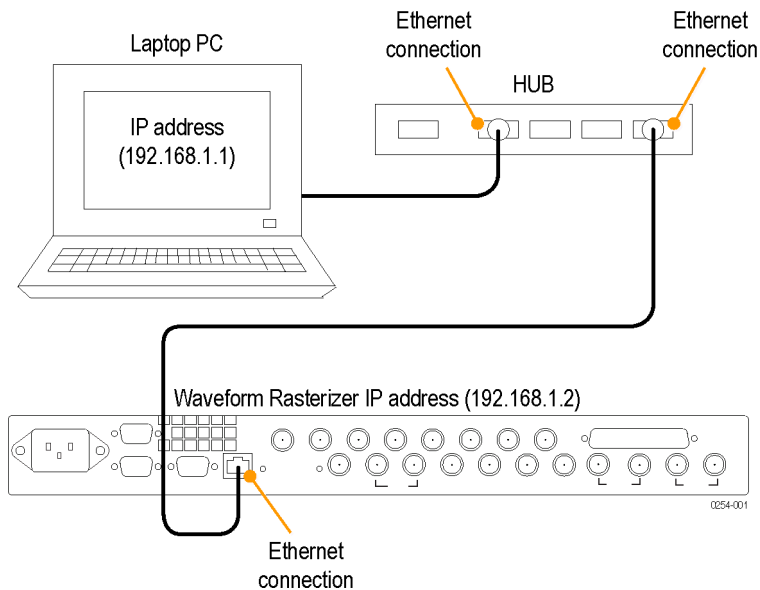 Ethernet
connection
Ethernet
connection
Laptop PC
HUB
IP address
(192.168.1.1)
Waveform Rasterizer IP address (192.168.1.2)
0254-001
Ethernet
connection